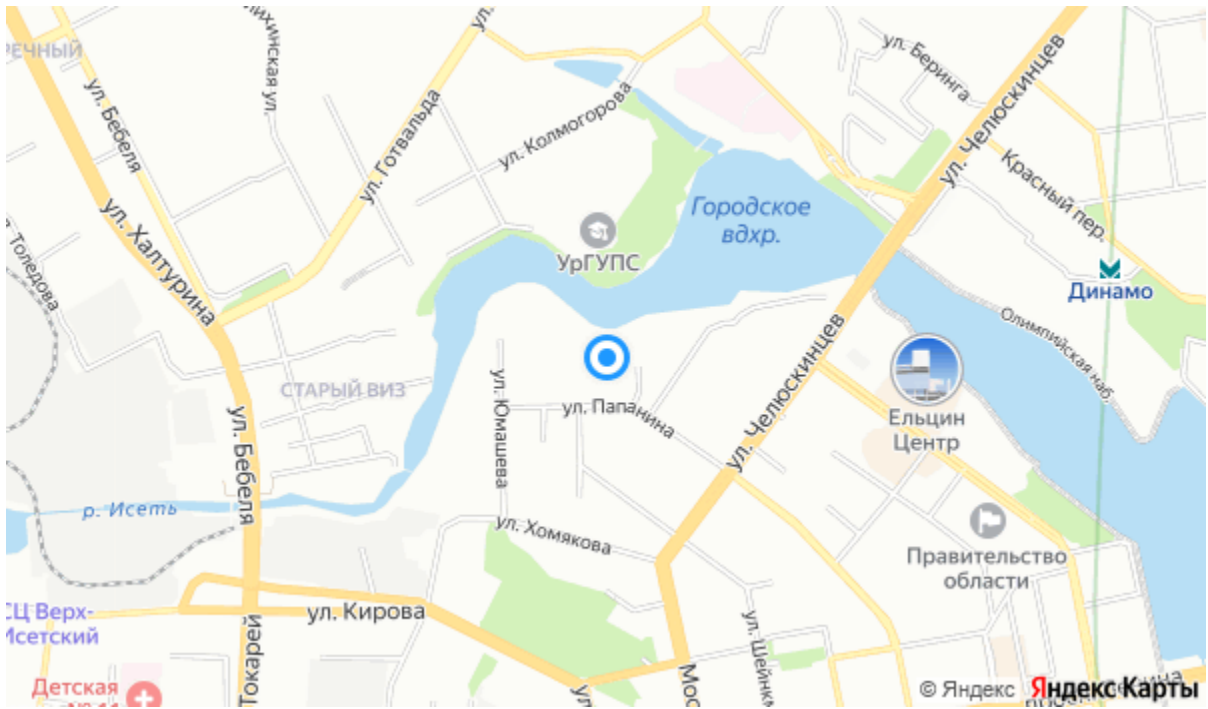 РЕЧНЫЙ
ул. Бебеля
ул. Готвальда
ул. Колмогорова
ул. Беринга
ул. Челюскинцев
Красный пер.
Городское
вдхр.
УрГУПС
ул. Халтурина
Динамо
Олимпийская наб.
СТАРЫЙ ВИЗ
ул. Юмашева
ул. Папанина
ул. Челюскинцев
Ельцин
Центр
ул. Бебеля
р. Исеть
ул. Хомякова
Правительство
области
ул. Кирова
СЦ Верх-
Исетский
Детская
© Яндекс
Яндекс Карты